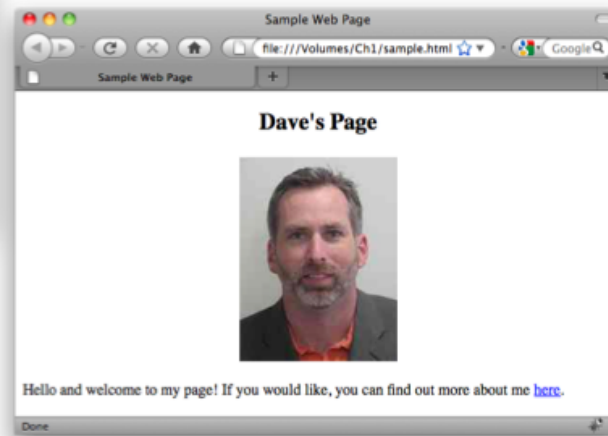 Sample Web Page
file:///Volumes/Ch1/sample.html
Google
Sample Web Page
+
Dave's Page
Hello and welcome to my page! If you would like, you can find out more about me here.
Done